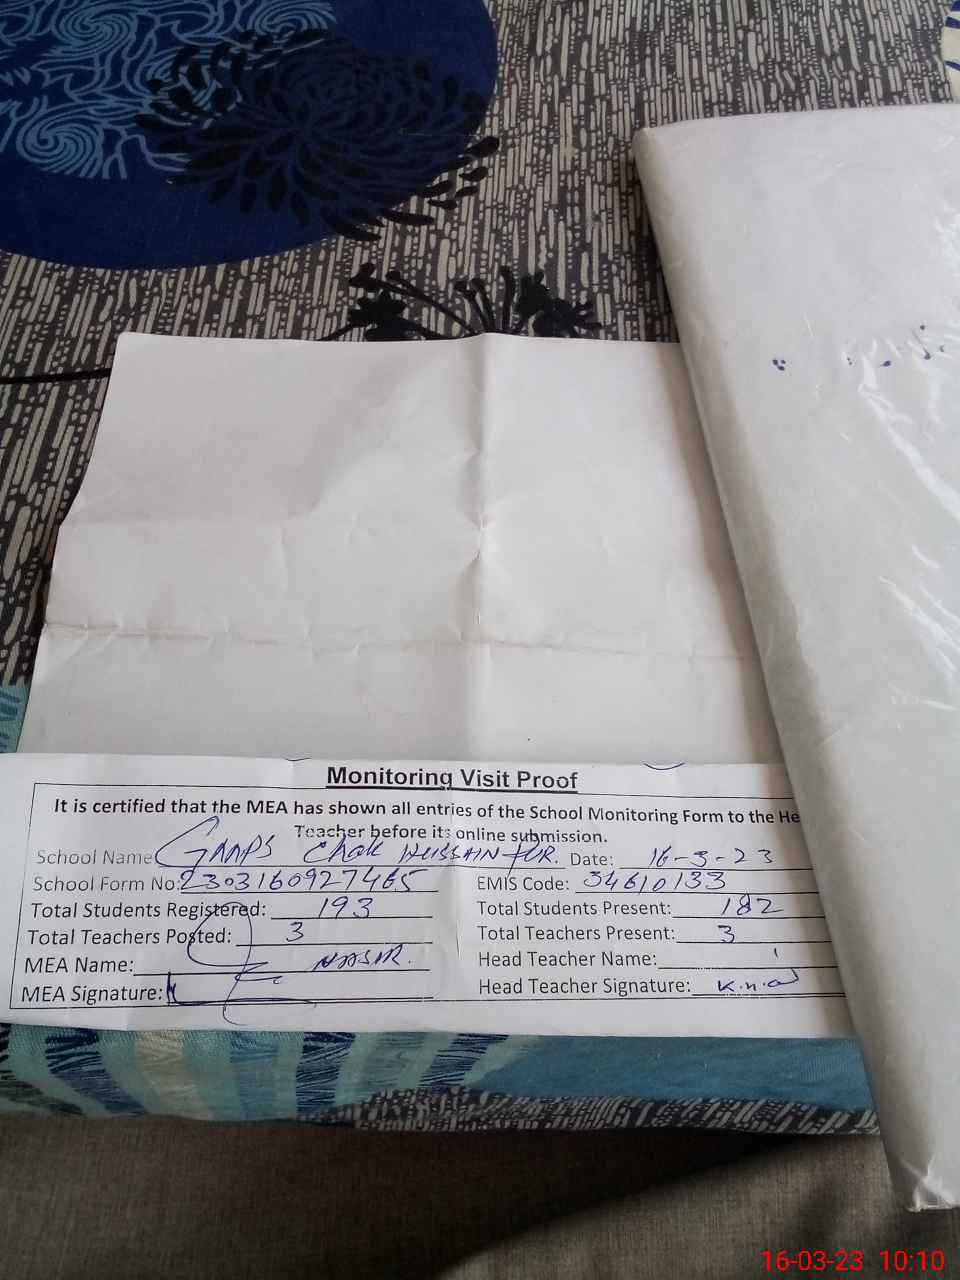 Monitoring Visit Proof
It is certified that the MEA has shown all entries of the School Monitoring Form to the He
Teacher before its online submission.
School Name: Chak HUSSAIN PUR. Date: 16-3-23
School Form No: 2303160927465 EMIS Code: 34610133
Total Students Registered: 193 Total Students Present: 182
Total Teachers Posted: 3 Total Teachers Present: 3
MEA Name: NASIR. Head Teacher Name:
MEA Signature: Head Teacher Signature:
16-03-23 10:10